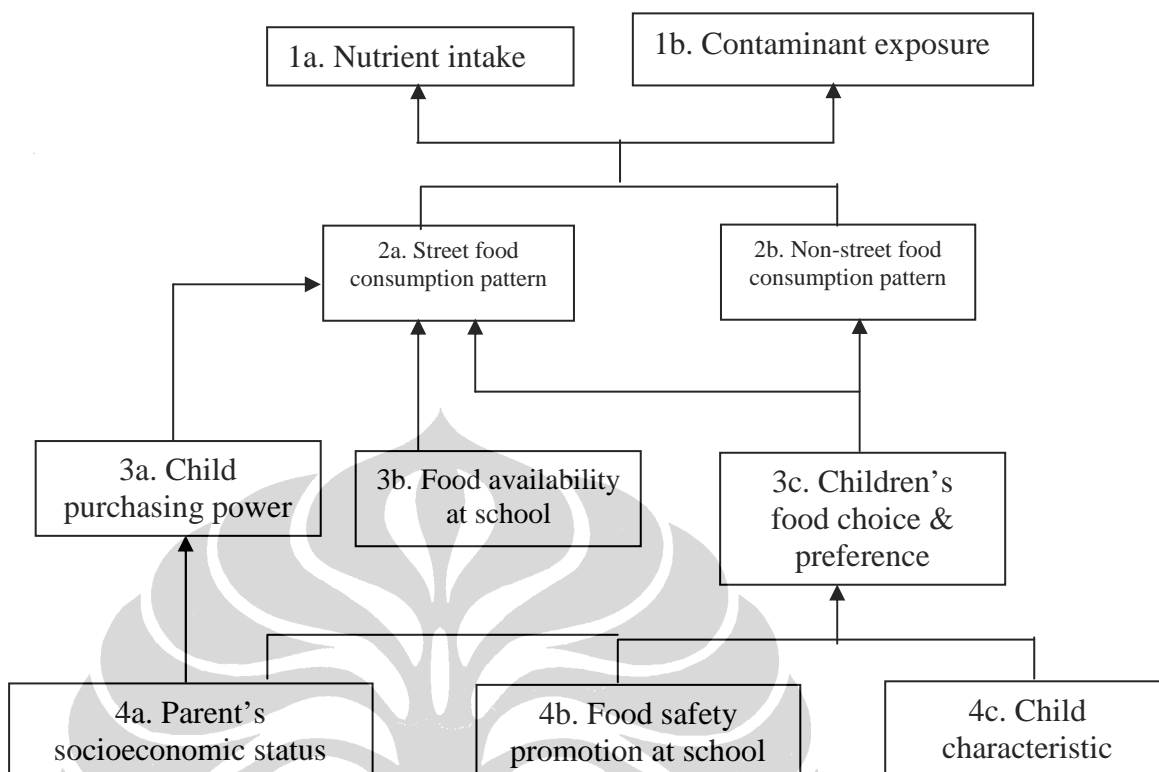 1a. Nutrient intake
1b. Contaminant exposure
2a. Street food
consumption pattern
2b. Non-street food
consumption pattern
3a. Child
purchasing power
3b. Food availability
at school
3c. Children’s
food choice &
preference
4a. Parent’s
socioeconomic status
4b. Food safety
promotion at school
4c. Child
characteristic